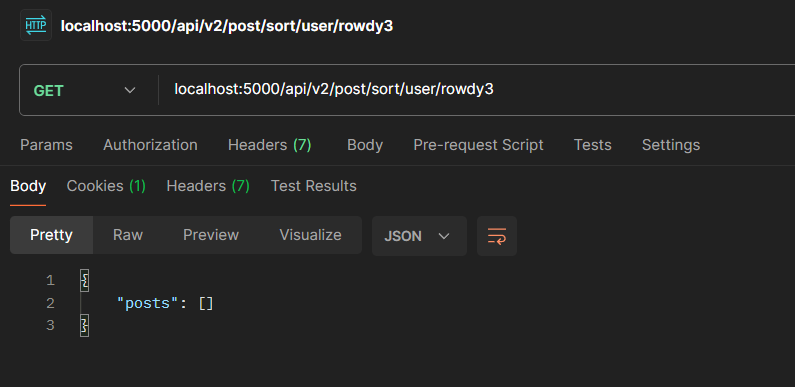 HTTP localhost:5000/api/v2/post/sort/user/rowdy3
GET localhost:5000/api/v2/post/sort/user/rowdy3
Params Authorization Headers (7) Body Pre-request Script Tests Settings
Body Cookies (1) Headers (7) Test Results
Pretty Raw Preview Visualize JSON
1 {
2 "posts": []
3 }